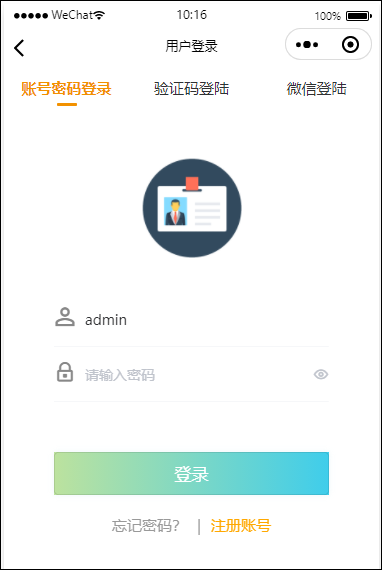 ●●●●● WeChat 10:16 100%
用户登录
账号密码登录 验证码登陆 微信登陆
admin
请输入密码
登录
忘记密码? | 注册账号